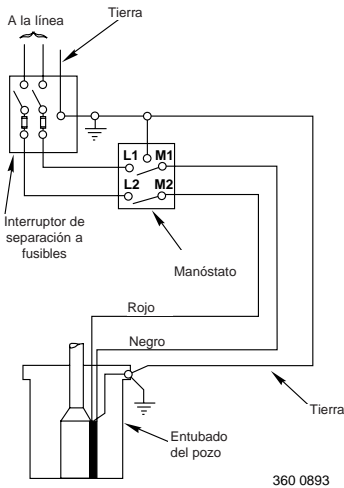 A la línea
Tierra
L1 M1
L2 M2
Interruptor de
separación a
fusibles
Manóstato
Rojo
Negro
Tierra
Entubado
del pozo
360 0893